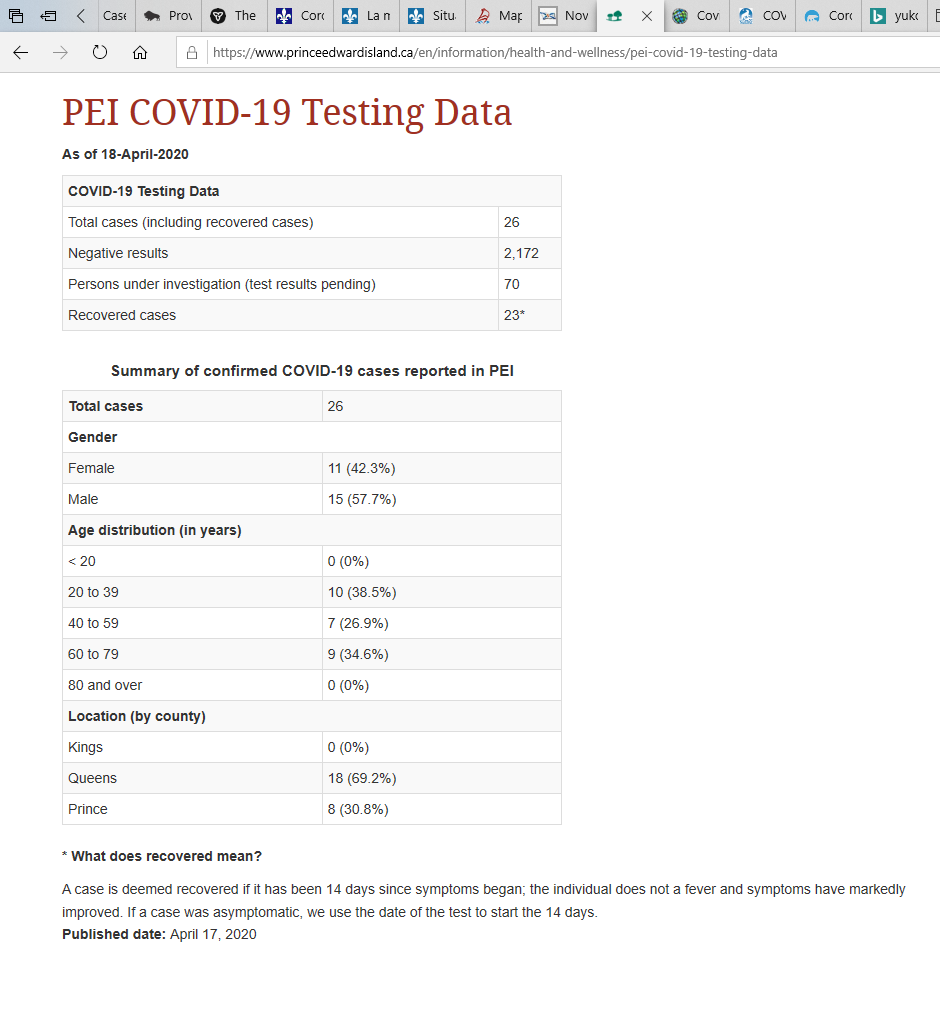 Case
Prov
The
Coro
La n
Situ
Map
Nov
Cov
COV
Coro
yuko
https://www.princeedwardisland.ca/en/information/health-and-wellness/pei-covid-19-testing-data
PEI COVID-19 Testing Data
As of 18-April-2020
COVID-19 Testing Data
Total cases (including recovered cases) 26
Negative results 2,172
Persons under investigation (test results pending) 70
Recovered cases 23*
Summary of confirmed COVID-19 cases reported in PEI
Total cases 26
Gender
Female 11 (42.3%)
Male 15 (57.7%)
Age distribution (in years)
< 20 0 (0%)
20 to 39 10 (38.5%)
40 to 59 7 (26.9%)
60 to 79 9 (34.6%)
80 and over 0 (0%)
Location (by county)
Kings 0 (0%)
Queens 18 (69.2%)
Prince 8 (30.8%)
* What does recovered mean?
A case is deemed recovered if it has been 14 days since symptoms began; the individual does not a fever and symptoms have markedly
improved. If a case was asymptomatic, we use the date of the test to start the 14 days.
Published date: April 17, 2020